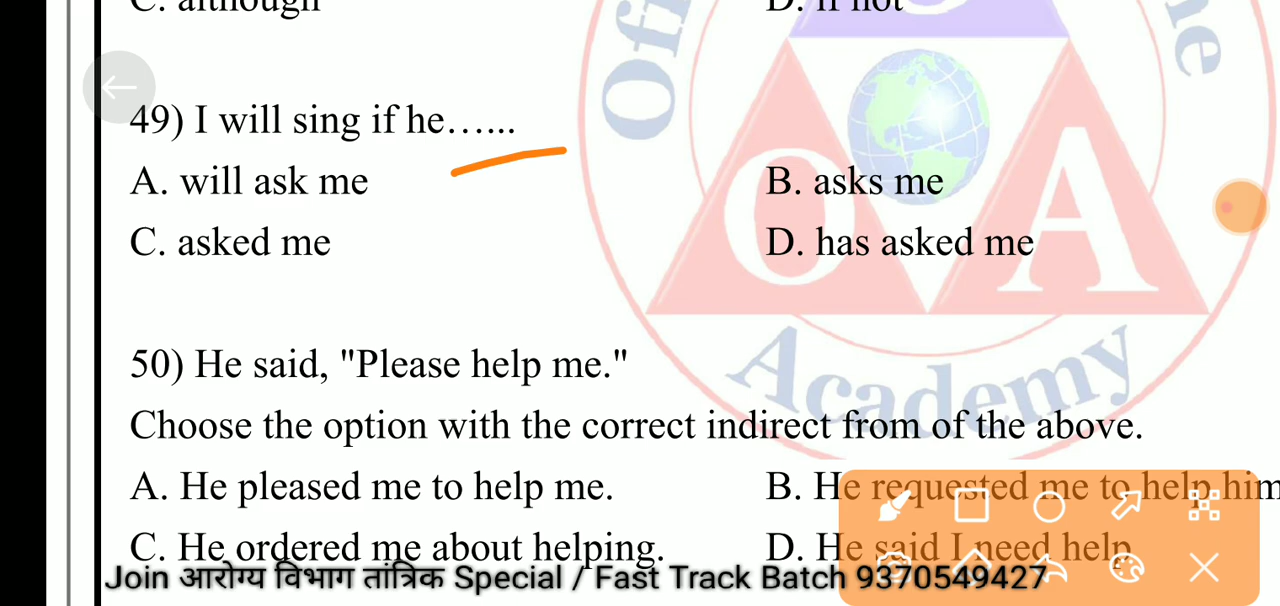 C. although D. if not
49) I will sing if he…...
A. will ask me B. asks me
C. asked me D. has asked me
50) He said, "Please help me."
Choose the option with the correct indirect from of the above.
A. He pleased me to help me. B. He requested me to help him
C. He ordered me about helping. D. He said I need help
Join आरोग्य विभाग तांत्रिक Special / Fast Track Batch 9370549427
O A
Academy